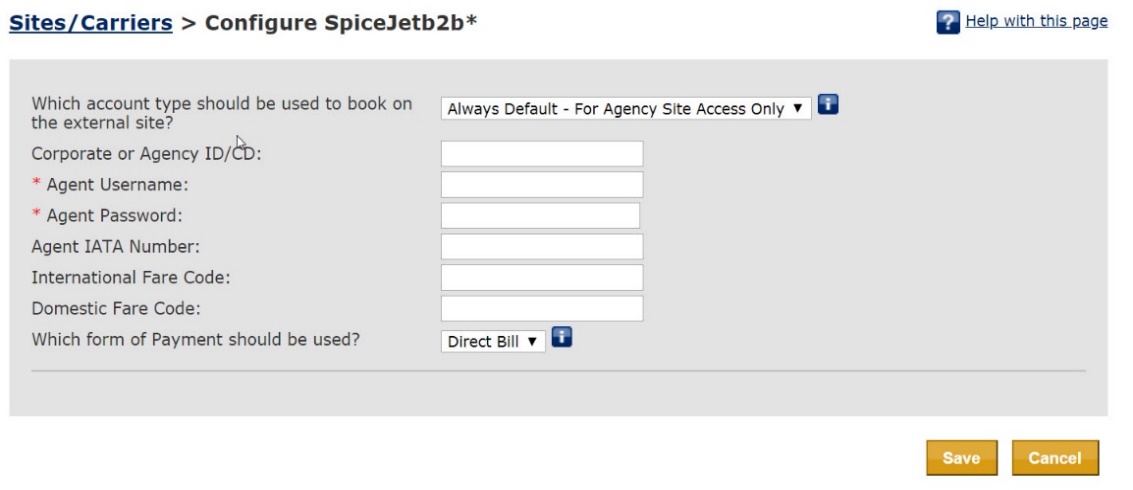 Sites/Carriers > Configure SpiceJetb2b*
Help with this page
Which account type should be used to book on
the external site?
Always Default - For Agency Site Access Only
Corporate or Agency ID/CD:
* Agent Username:
* Agent Password:
Agent IATA Number:
International Fare Code:
Domestic Fare Code:
Which form of Payment should be used?
Direct Bill
Save
Cancel